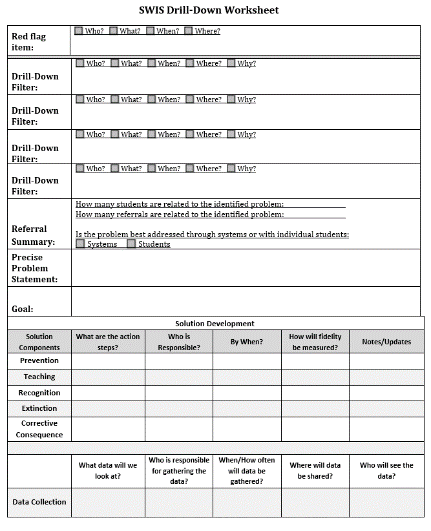 SWIS Drill-Down Worksheet
Red flag item:
Who? What? When? Where?
Drill-Down Filter:
Who? What? When? Where? Why?
Drill-Down Filter:
Who? What? When? Where? Why?
Drill-Down Filter:
Who? What? When? Where? Why?
Drill-Down Filter:
Who? What? When? Where? Why?
Referral Summary:
How many students are related to the identified problem:
How many referrals are related to the identified problem:
Is the problem best addressed through systems or with individual students:
Systems Students
Precise Problem Statement:
Goal:
Solution Development
Solution Components
What are the action steps?
Who is Responsible?
By When?
How will fidelity be measured?
Notes/Updates
Prevention
Teaching
Recognition
Extinction
Corrective Consequence
What data will we look at?
Who is responsible for gathering the data?
When/How often will data be gathered?
Where will data be shared?
Who will see the data?
Data Collection